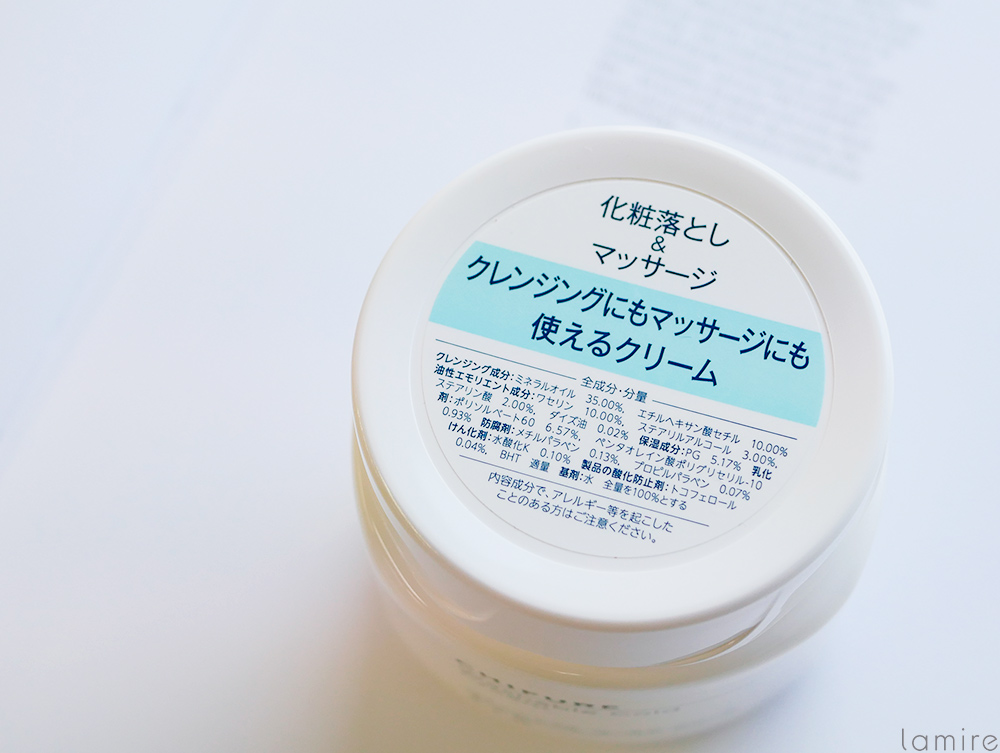 化粧落とし
&
マッサージ
クレンジングにもマッサージにも
使えるクリーム
全成分・分量
クレンジング成分:ミネラルオイル 35.00%、エチルヘキサン酸セチル 10.00%
油性エモリエント成分:ワセリン 10.00%、ステアリルアルコール 3.00%、
ステアリン酸 2.00%、ダイズ油 0.02% 保湿成分:PG 5.17% 乳化
剤:ポリソルベート60 6.57%、ペンタオレイン酸ポリグリセリル-10
0.93% 防腐剤:メチルパラベン 0.13%、プロピルパラベン 0.07%
けん化剤:水酸化K 0.10% 製品の酸化防止剤:トコフェロール
0.04%、BHT 適量 基剤:水 全量を100%とする
内容成分で、アレルギー等を起こした
ことのある方はご注意ください。
CHIFURE
lamire